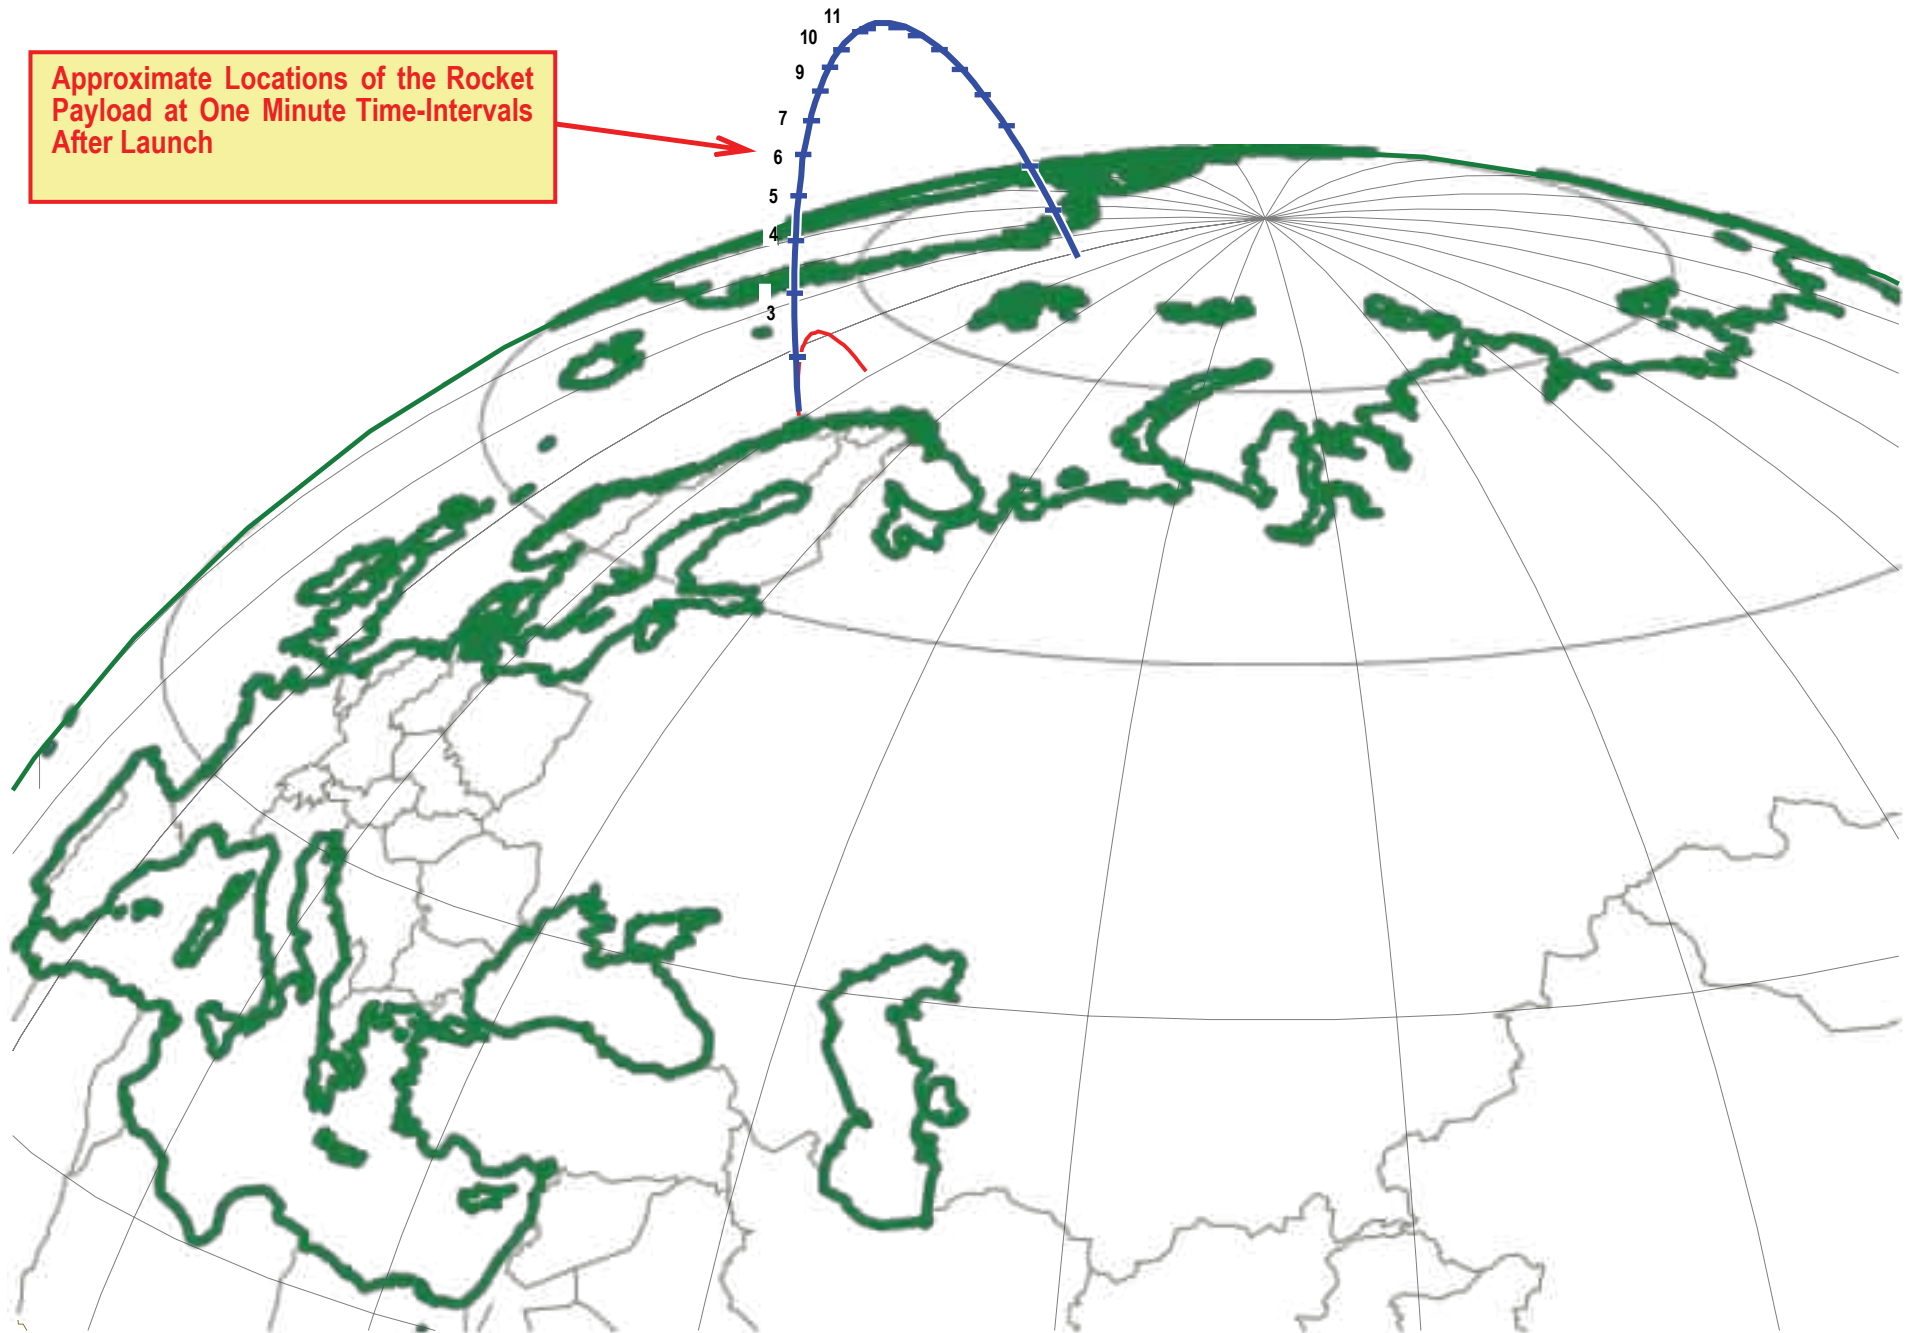 11
10
Approximate Locations of the Rocket
9
Payload at One Minute Time-Intervals
7
After Launch
6
5
4
3